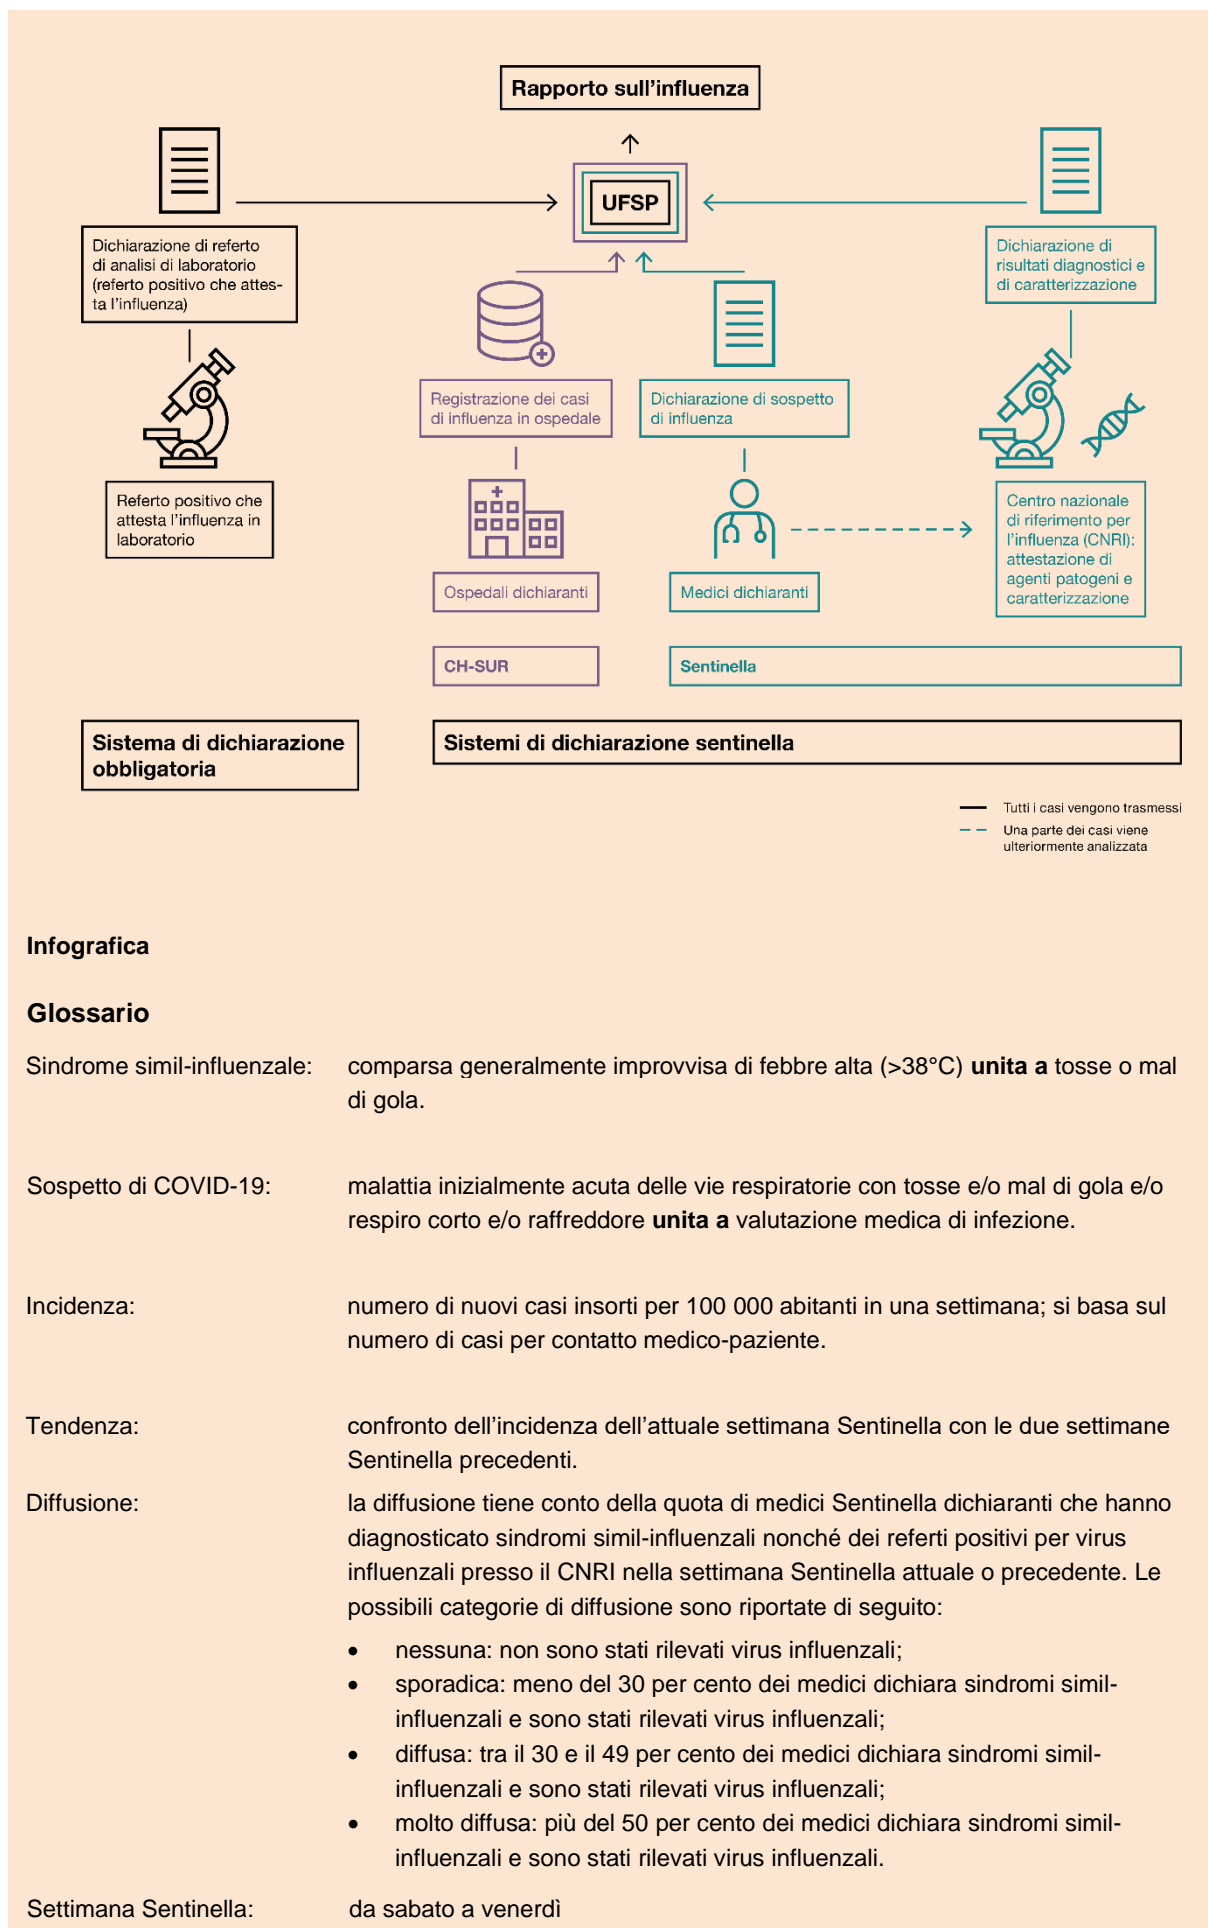 Rapporto sull'influenza
UFSP
Dichiarazione di referto
di analisi di laboratorio
(referto positivo che attes-
ta l'influenza)
Dichiarazione di
risultati diagnostici e
di caratterizzazione
Registrazione dei casi
di influenza in ospedale
Dichiarazione di sospetto
di influenza
Referto positivo che
attesta l'influenza in
laboratorio
Centro nazionale
di riferimento per
l'influenza (CNRI):
attestazione di
agenti patogeni e
caratterizzazione
Ospedali dichiaranti
Medici dichiaranti
CH-SUR
Sentinella
Sistema di dichiarazione
obbligatoria
Sistemi di dichiarazione sentinella
Tutti i casi vengono trasmessi
Una parte dei casi viene
ulteriormente analizzata
Infografica
Glossario
Sindrome simil-influenzale: comparsa generalmente improvvisa di febbre alta (>38°C) unita a tosse o mal
di gola.
Sospetto di COVID-19: malattia inizialmente acuta delle vie respiratorie con tosse e/o mal di gola e/o
respiro corto e/o raffreddore unita a valutazione medica di infezione.
Incidenza: numero di nuovi casi insorti per 100 000 abitanti in una settimana; si basa sul
numero di casi per contatto medico-paziente.
Tendenza: confronto dell'incidenza dell'attuale settimana Sentinella con le due settimane
Sentinella precedenti.
Diffusione: la diffusione tiene conto della quota di medici Sentinella dichiaranti che hanno
diagnosticato sindromi simil-influenzali nonché dei referti positivi per virus
influenzali presso il CNRI nella settimana Sentinella attuale o precedente. Le
possibili categorie di diffusione sono riportate di seguito:
• nessuna: non sono stati rilevati virus influenzali;
• sporadica: meno del 30 per cento dei medici dichiara sindromi simil-
influenzali e sono stati rilevati virus influenzali;
• diffusa: tra il 30 e il 49 per cento dei medici dichiara sindromi simil-
influenzali e sono stati rilevati virus influenzali;
• molto diffusa: più del 50 per cento dei medici dichiara sindromi simil-
influenzali e sono stati rilevati virus influenzali.
Settimana Sentinella: da sabato a venerdì